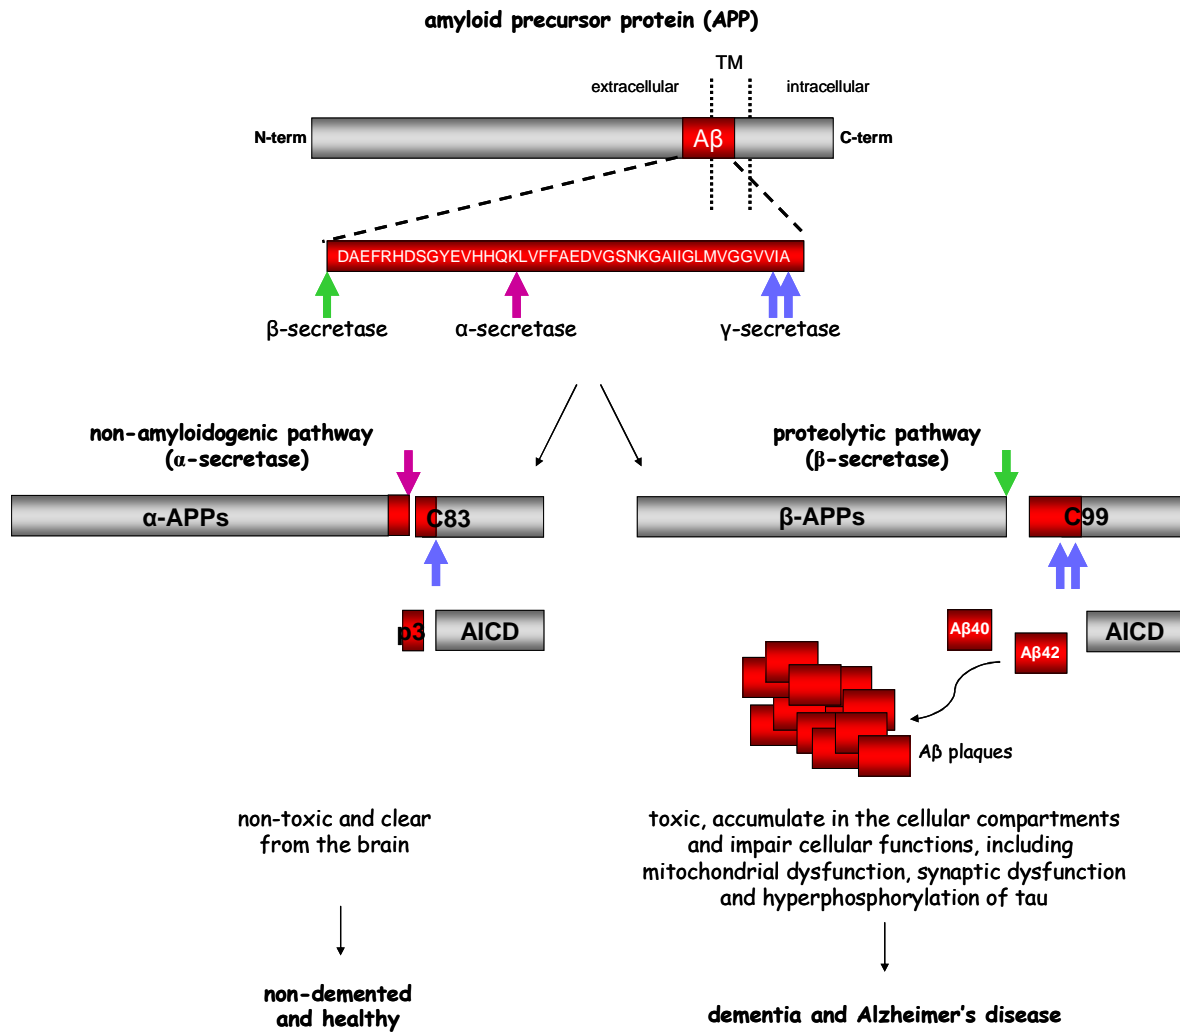 amyloid precursor protein (APP)
TM
extracellular
intracellular
N-term
Aβ
C-term
DAEFRHDSGYEVHHQKLVFFAEDVGSNKGAIIGLMVGGVVIA
β-secretase
α-secretase
γ-secretase
non-amyloidogenic pathway
(α-secretase)
α-APPs
C83
p3
AICD
non-toxic and clear
from the brain
non-demented
and healthy
proteolytic pathway
(β-secretase)
β-APPs
C99
Aβ40
Aβ42
AICD
Aβ plaques
toxic, accumulate in the cellular compartments
and impair cellular functions, including
mitochondrial dysfunction, synaptic dysfunction
and hyperphosphorylation of tau
dementia and Alzheimer's disease